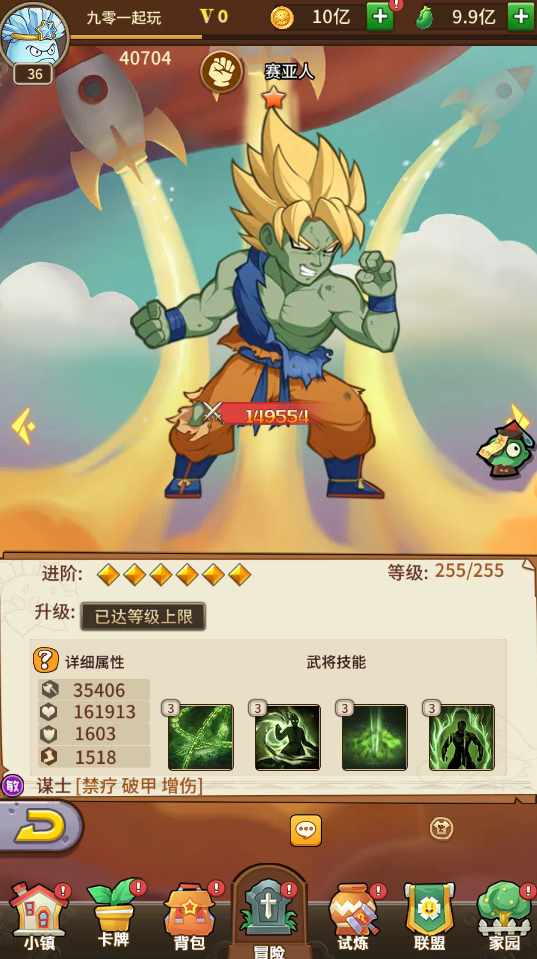 九零一起玩
V 0
10亿
9.9亿
36
40704
赛亚人
149554
进阶:
等级: 255/255
升级: 已达等级上限
? 详细属性
武将技能
35406
161913
1603
1518
3
3
3
3
敏 谋士 [禁疗 破甲 增伤]
小镇
卡牌
背包
冒险
试炼
联盟
家园